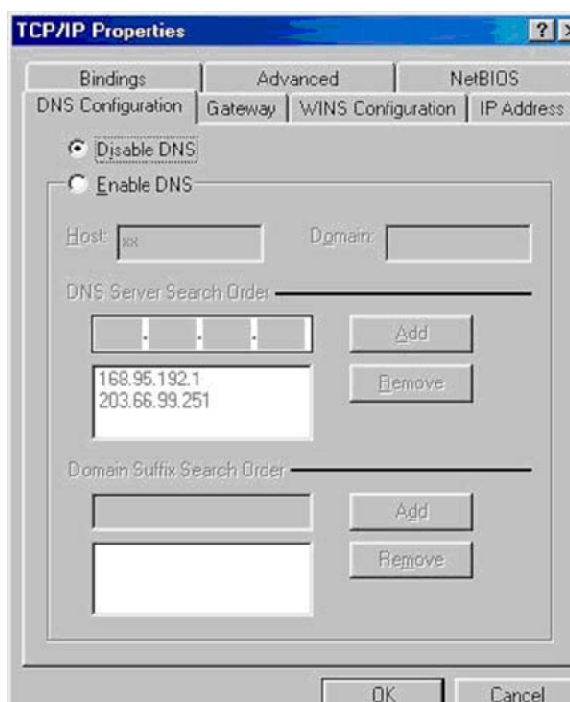 TCP/IP Properties
Bindings
Advanced
NetBIOS
DNS Configuration
Gateway
WINS Configuration
IP Address
Disable DNS
Enable DNS
Host:
xx
Domain:
DNS Server Search Order
Add
168.95.192.1
203.66.99.251
Remove
Domain Suffix Search Order
Add
Remove
OK
Cancel